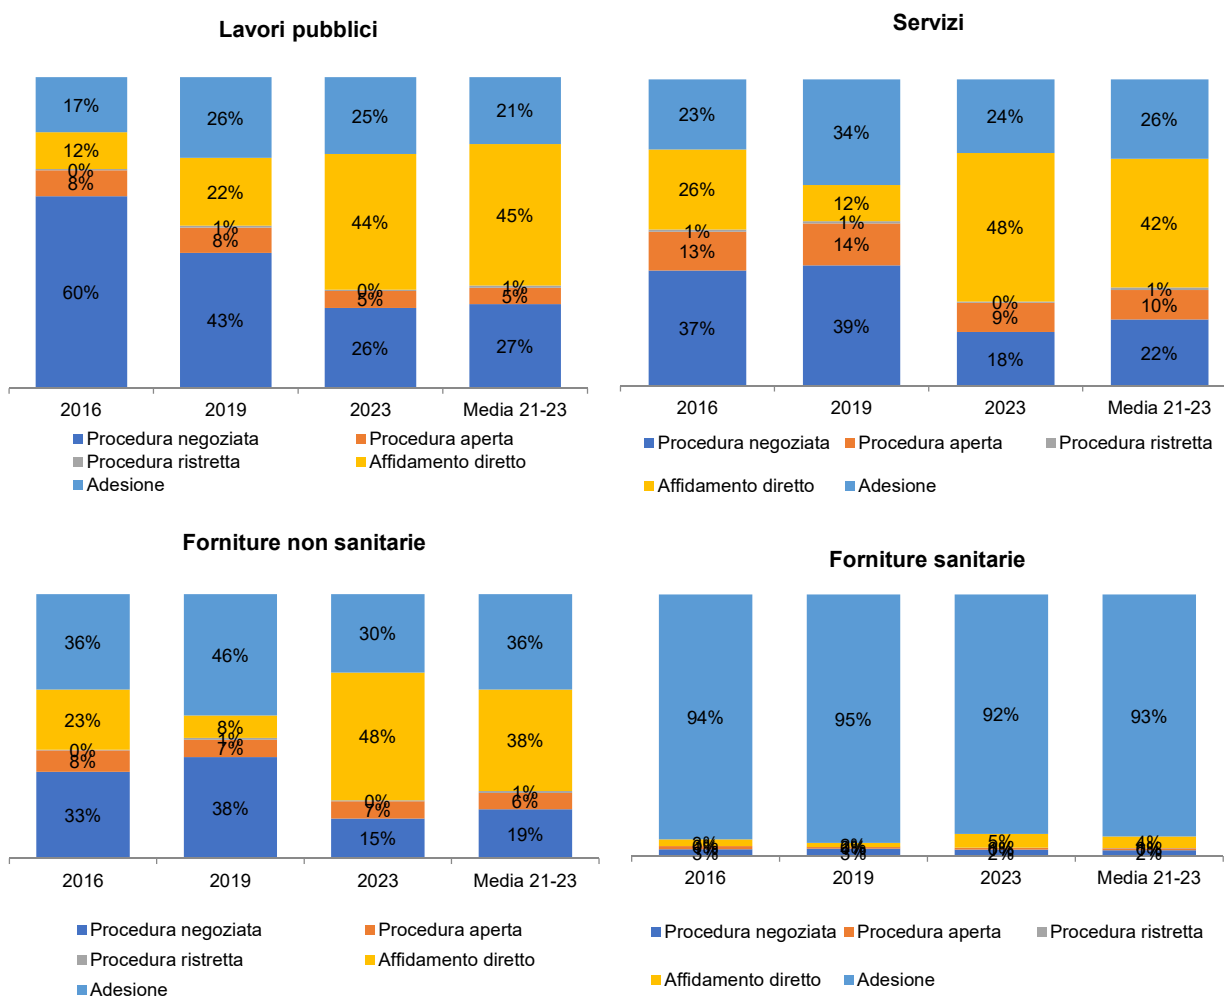 Lavori pubblici
17% 26% 25% 21%
12% 22% 44% 45%
0% 1% 0% 1%
8% 8% 5% 5%
60% 43% 26% 27%
2016 2019 2023 Media 21-23
Procedura negoziata Procedura aperta
Procedura ristretta Affidamento diretto
Adesione
Servizi
23% 34% 24% 26%
26% 12% 48% 42%
1% 1% 0% 1%
13% 14% 9% 10%
37% 39% 18% 22%
2016 2019 2023 Media 21-23
Procedura negoziata Procedura aperta Procedura ristretta
Affidamento diretto Adesione
Forniture non sanitarie
36% 46% 30% 36%
23% 8% 48% 38%
0% 1% 0% 1%
8% 7% 7% 6%
33% 38% 15% 19%
2016 2019 2023 Media 21-23
Procedura negoziata Procedura aperta
Procedura ristretta Affidamento diretto
Adesione
Forniture sanitarie
94% 95% 92% 93%
5% 4%
3% 3% 2% 2%
2016 2019 2023 Media 21-23
Procedura negoziata Procedura aperta Procedura ristretta
Affidamento diretto Adesione